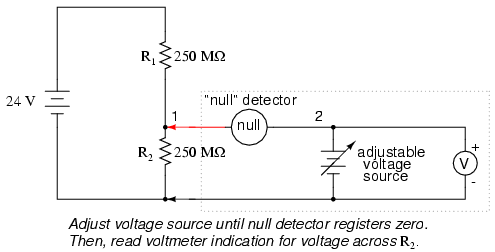 R1 250 MΩ
"null" detector
24 V
1
null
2
+
R2 250 MΩ
adjustable
voltage
source
V
-
Adjust voltage source until null detector registers zero.
Then, read voltmeter indication for voltage across R2.